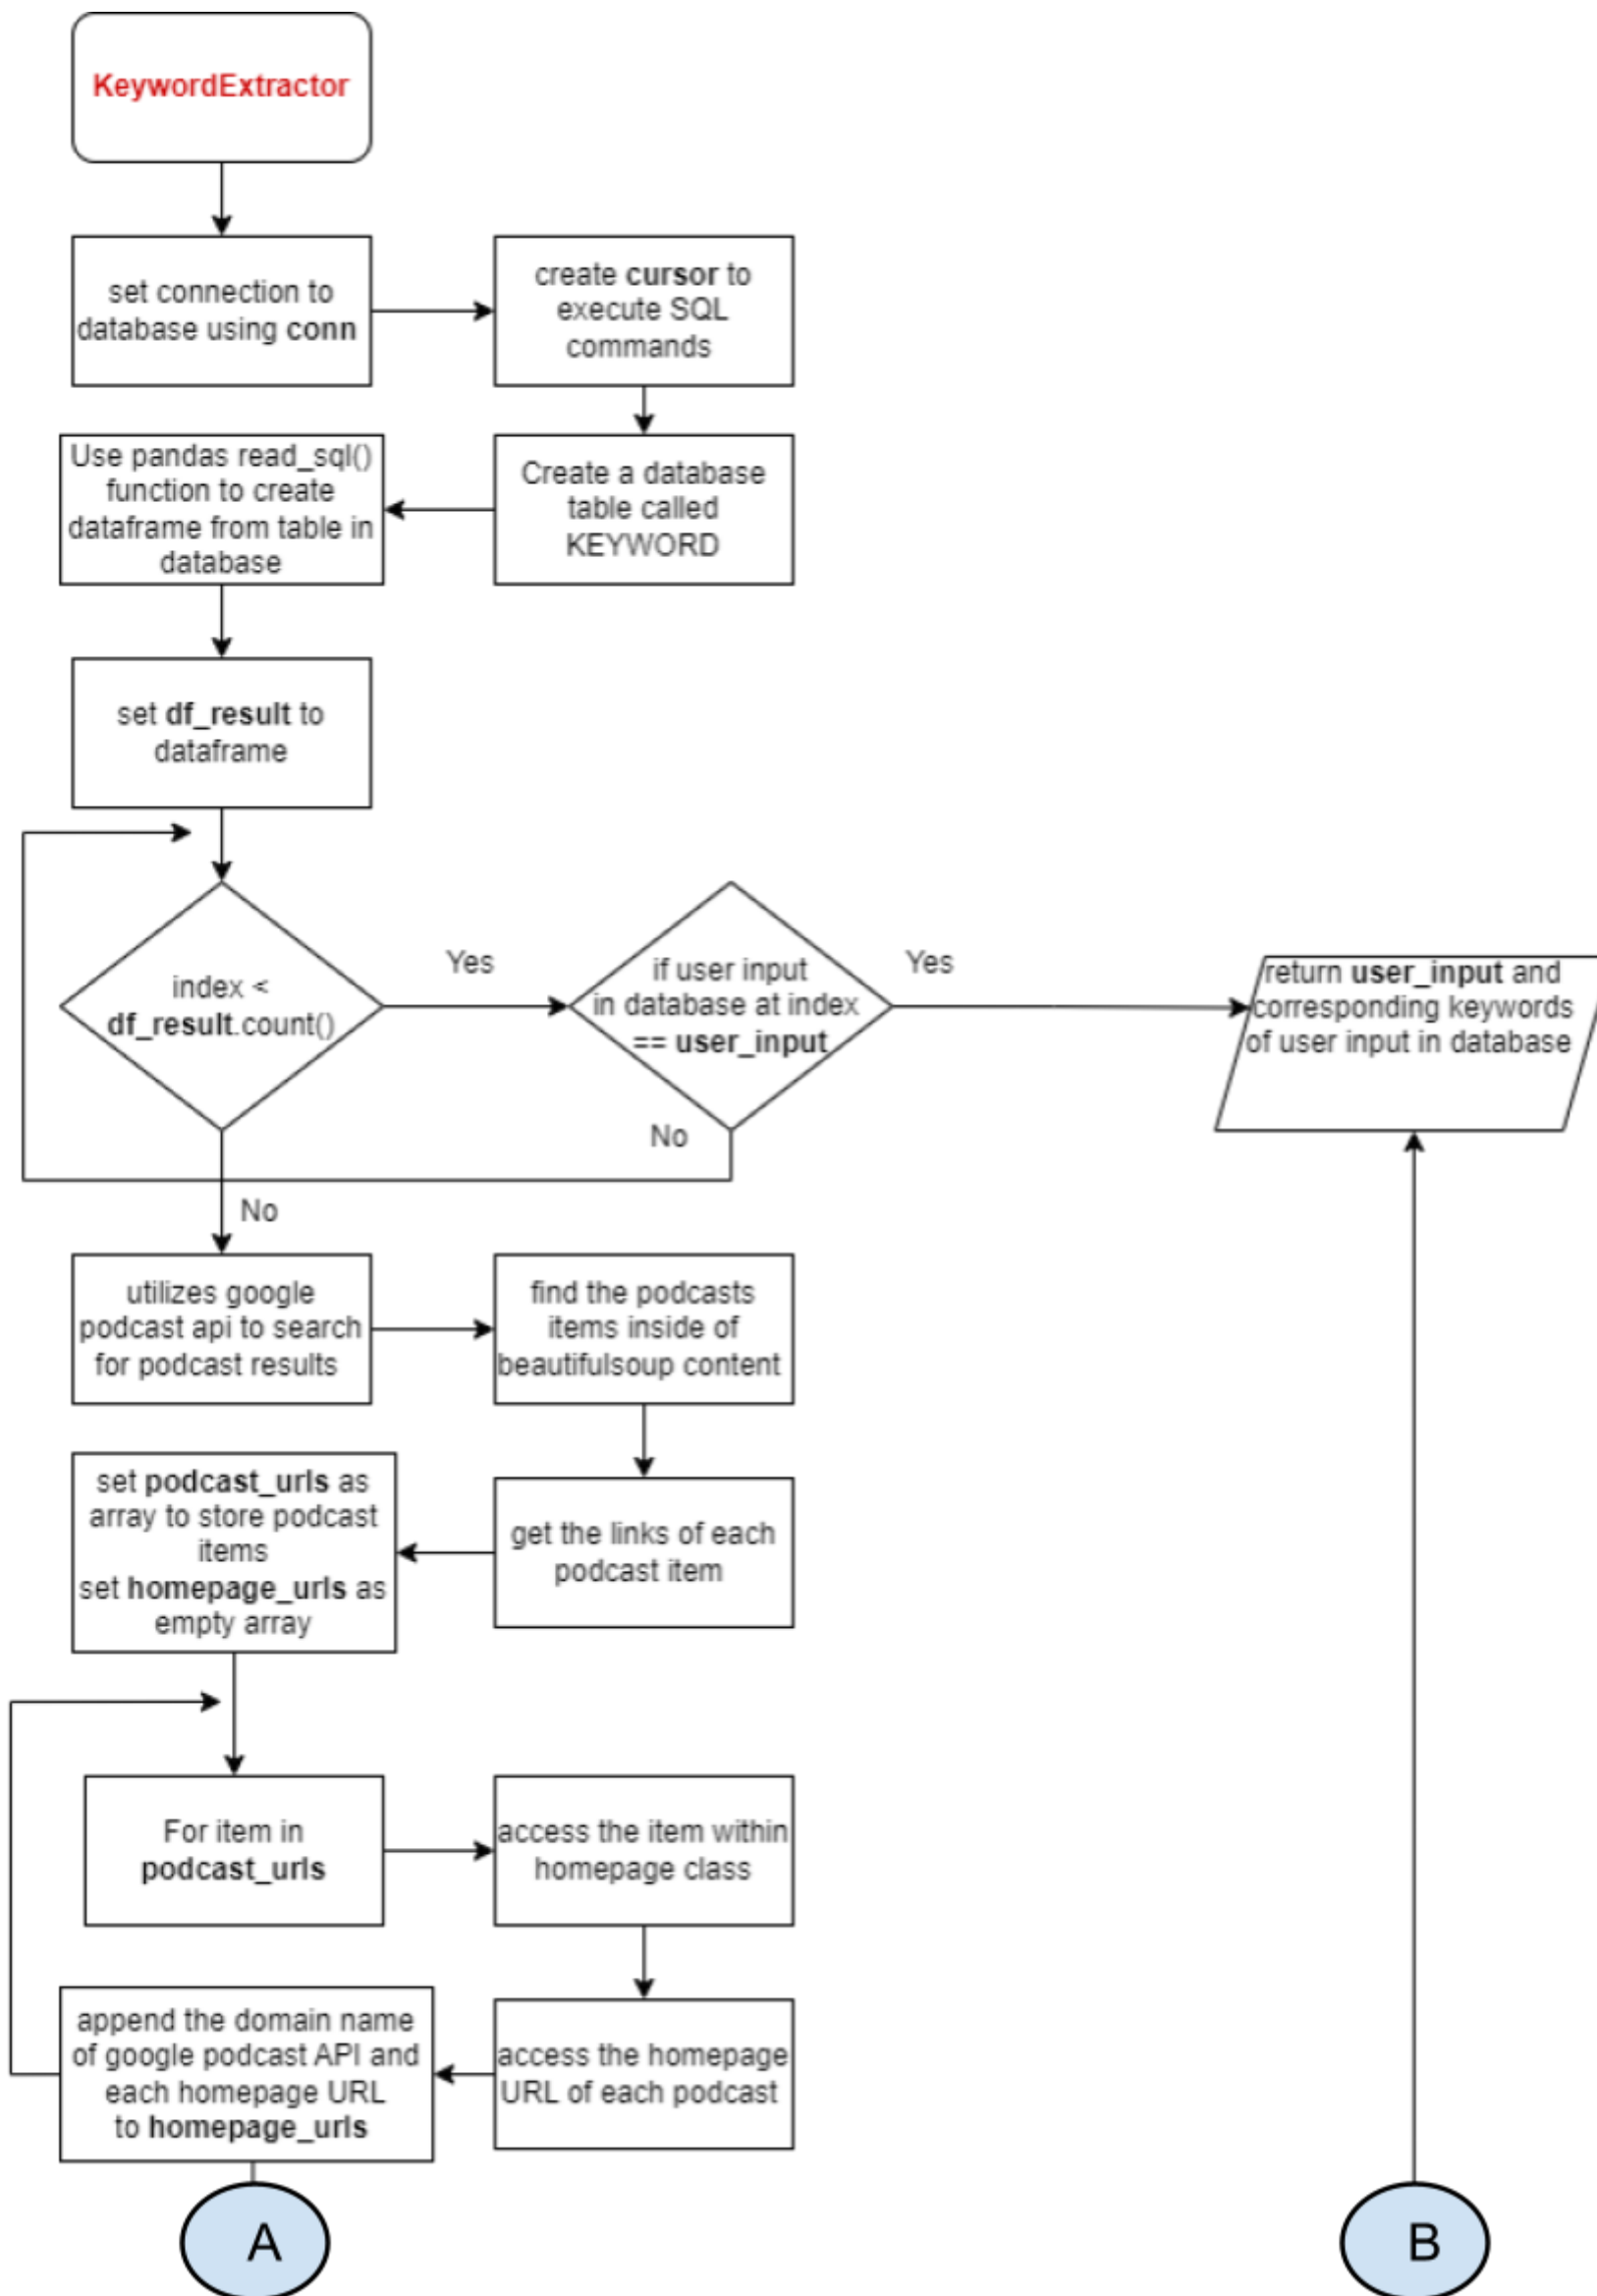 KeywordExtractor
set connection to
database using conn
create cursor to
execute SQL
commands
Use pandas read_sql()
function to create
dataframe from table in
database
Create a database
table called
KEYWORD
set df_result to
dataframe
index <
df_result.count()
Yes
if user input
in database at index
== user_input
Yes
return user_input and
corresponding keywords
of user input in database
No
No
utilizes google
podcast api to search
for podcast results
find the podcasts
items inside of
beautifulsoup content
set podcast_urls as
array to store podcast
items
set homepage_urls as
empty array
get the links of each
podcast item
For item in
podcast_urls
access the item within
homepage class
append the domain name
of google podcast API and
each homepage URL
to homepage_urls
access the homepage
URL of each podcast
A
B